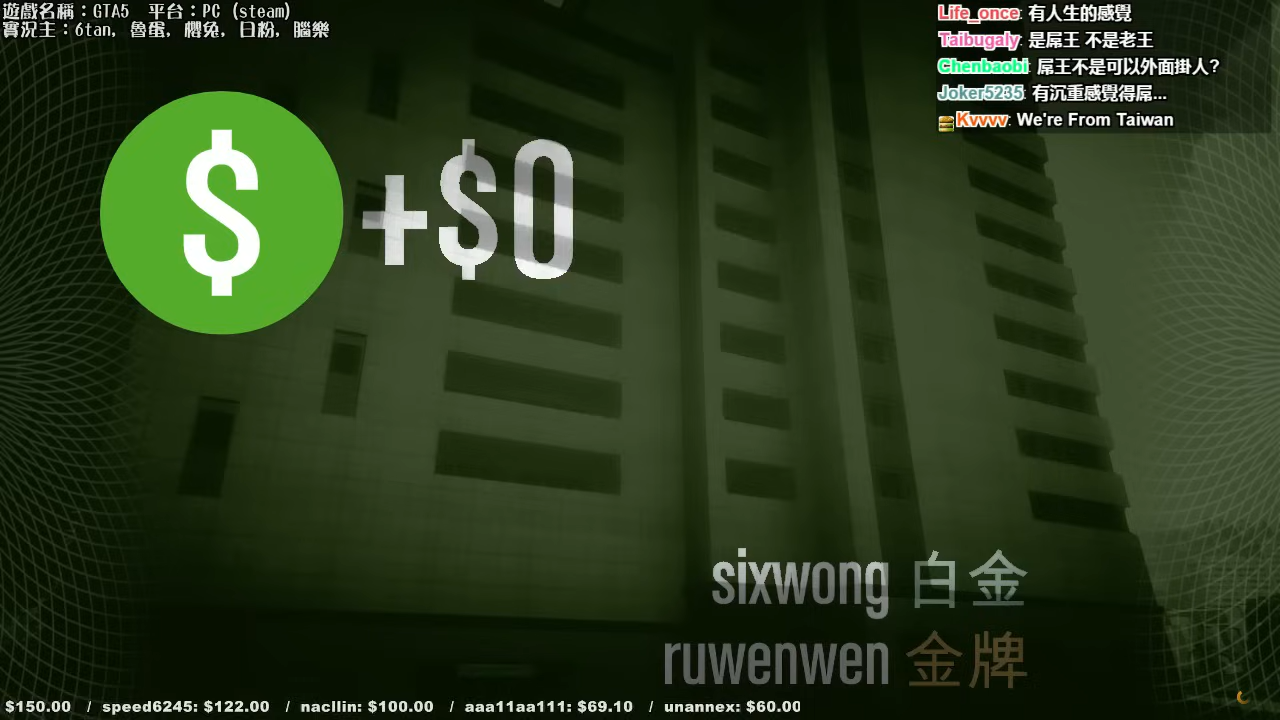 遊戲名稱：GTA5 平台：PC (steam)
實況主：6tan, 魯蛋, 櫻兔, 日粉, 腦樂
Life_once: 有人生的感覺
Taibugaly: 是屌王 不是老王
Chenbaobi: 屌王不是可以外面掛人?
Joker5235: 有沉重感覺得屌...
Kvvvv: We're From Taiwan
$ +$0
sixwong 白金
ruwenwen 金牌
$150.00 / speed6245: $122.00 / nacllin: $100.00 / aaa11aa111: $69.10 / unannex: $60.00